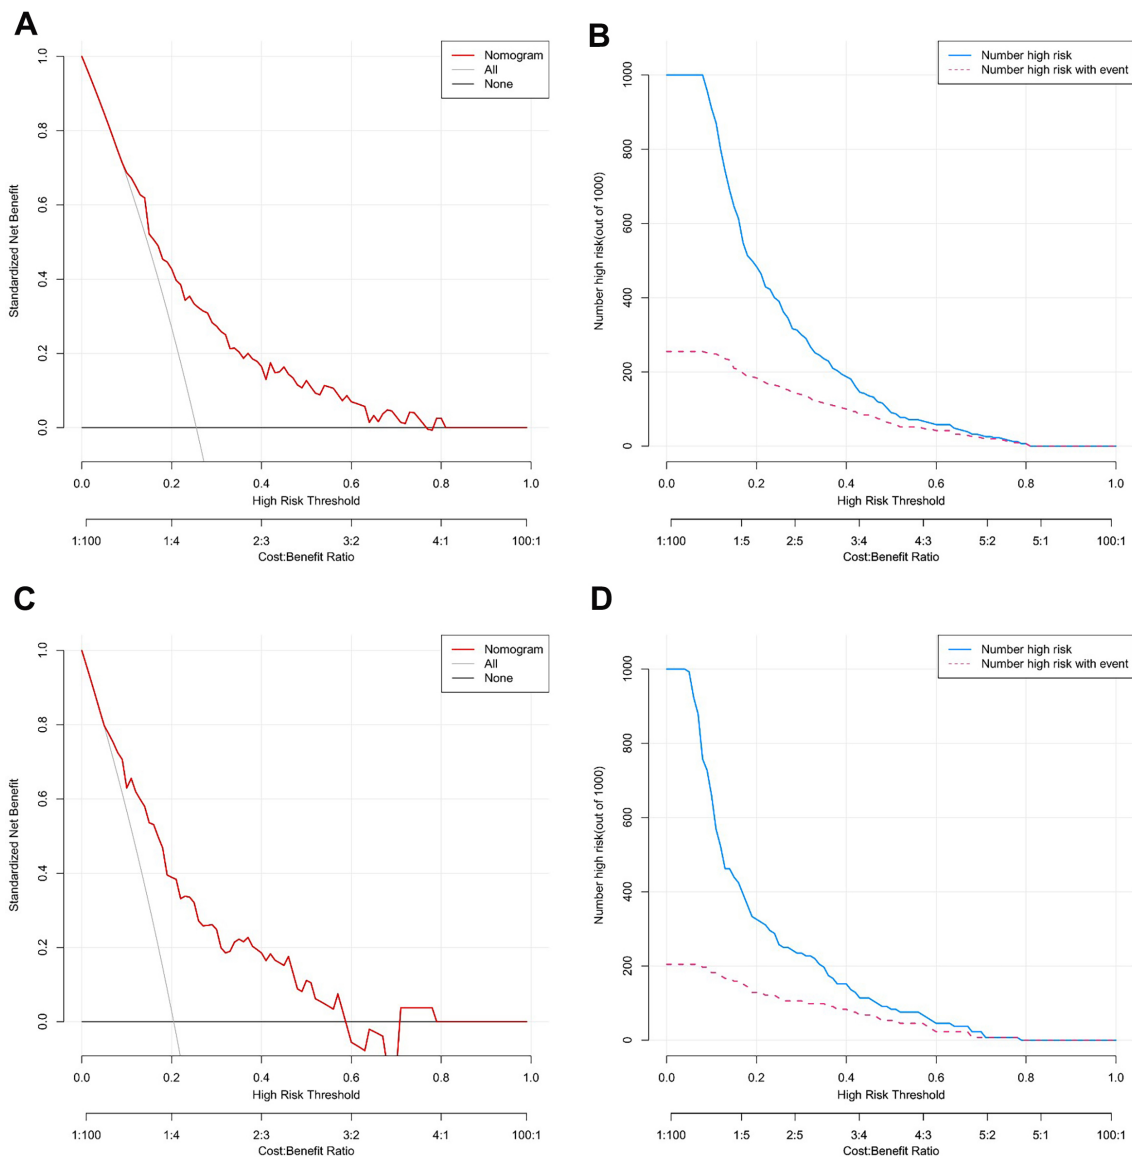 A
Nomogram
All
None
Standardized Net Benefit
0.0 0.2 0.4 0.6 0.8 1.0
0.0 0.2 0.4 0.6 0.8 1.0
High Risk Threshold
1:100 1:4 2:3 3:2 4:1 100:1
Cost:Benefit Ratio
B
Number high risk
Number high risk with event
Number high risk(out of 1000)
0 200 400 600 800 1000
0.0 0.2 0.4 0.6 0.8 1.0
High Risk Threshold
1:100 1:5 2:5 3:4 4:3 5:2 5:1 100:1
Cost:Benefit Ratio
C
Nomogram
All
None
Standardized Net Benefit
0.0 0.2 0.4 0.6 0.8 1.0
0.0 0.2 0.4 0.6 0.8 1.0
High Risk Threshold
1:100 1:4 2:3 3:2 4:1 100:1
Cost:Benefit Ratio
D
Number high risk
Number high risk with event
Number high risk(out of 1000)
0 200 400 600 800 1000
0.0 0.2 0.4 0.6 0.8 1.0
High Risk Threshold
1:100 1:5 2:5 3:4 4:3 5:2 5:1 100:1
Cost:Benefit Ratio